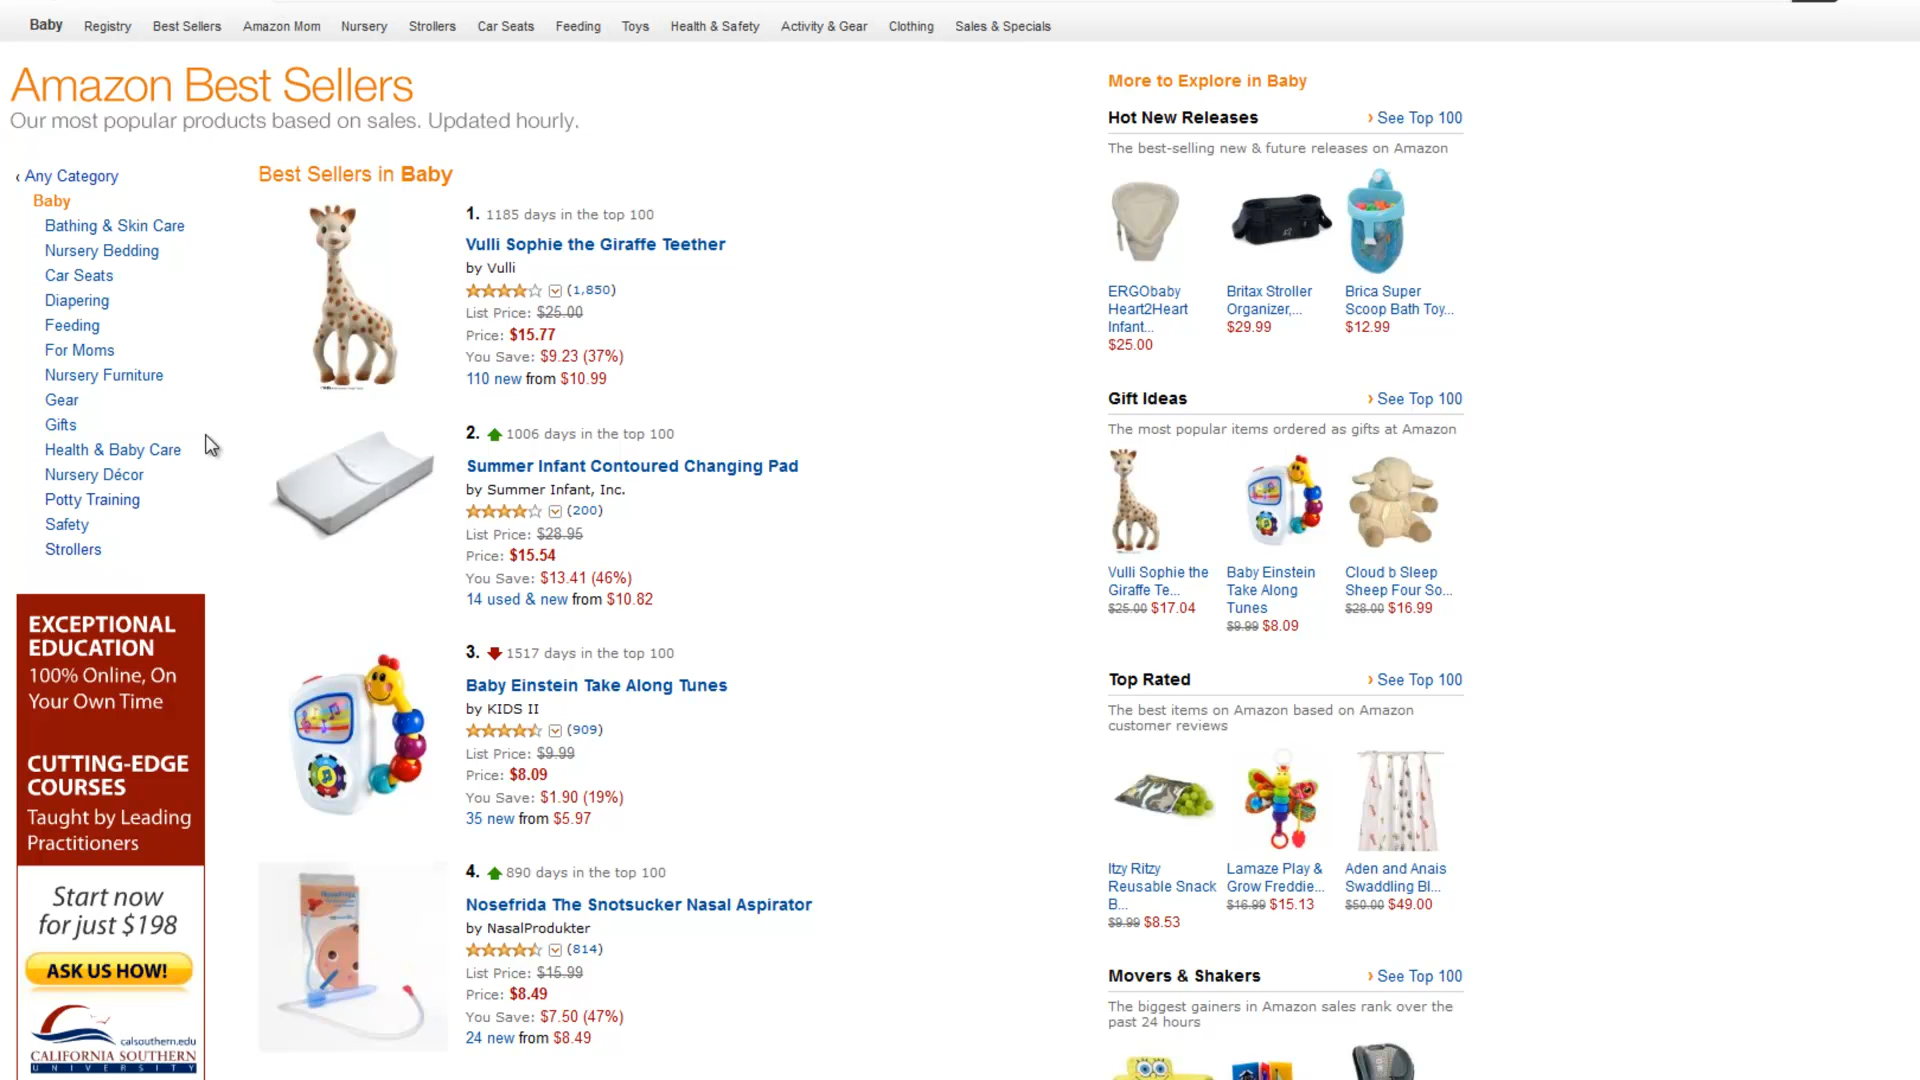 Baby Registry Best Sellers Amazon Mom Nursery Strollers Car Seats Feeding Toys Health & Safety Activity & Gear Clothing Sales & Specials
Amazon Best Sellers
Our most popular products based on sales. Updated hourly.
‹ Any Category
Baby
Bathing & Skin Care
Nursery Bedding
Car Seats
Diapering
Feeding
For Moms
Nursery Furniture
Gear
Gifts
Health & Baby Care
Nursery Décor
Potty Training
Safety
Strollers
EXCEPTIONAL
EDUCATION
100% Online, On
Your Own Time
CUTTING-EDGE
COURSES
Taught by Leading
Practitioners
Start now
for just $198
ASK US HOW!
calsouthern.edu
CALIFORNIA SOUTHERN
UNIVERSITY
Best Sellers in Baby
1. 1185 days in the top 100
Vulli Sophie the Giraffe Teether
by Vulli
(1,850)
List Price: $25.00
Price: $15.77
You Save: $9.23 (37%)
110 new from $10.99
2. 1006 days in the top 100
Summer Infant Contoured Changing Pad
by Summer Infant, Inc.
(200)
List Price: $28.95
Price: $15.54
You Save: $13.41 (46%)
14 used & new from $10.82
3. 1517 days in the top 100
Baby Einstein Take Along Tunes
by KIDS II
(909)
List Price: $9.99
Price: $8.09
You Save: $1.90 (19%)
35 new from $5.97
4. 890 days in the top 100
Nosefrida The Snotsucker Nasal Aspirator
by NasalProdukter
(814)
List Price: $15.99
Price: $8.49
You Save: $7.50 (47%)
24 new from $8.49
More to Explore in Baby
Hot New Releases › See Top 100
The best-selling new & future releases on Amazon
ERGObaby
Heart2Heart
Infant...
$25.00
Britax Stroller
Organizer,...
$29.99
Brica Super
Scoop Bath Toy...
$12.99
Gift Ideas › See Top 100
The most popular items ordered as gifts at Amazon
Vulli Sophie the
Giraffe Te...
$25.00 $17.04
Baby Einstein
Take Along
Tunes
$9.99 $8.09
Cloud b Sleep
Sheep Four So...
$28.00 $16.99
Top Rated › See Top 100
The best items on Amazon based on Amazon
customer reviews
Itzy Ritzy
Reusable Snack
B...
$9.99 $8.53
Lamaze Play &
Grow Freddie...
$16.99 $15.13
Aden and Anais
Swaddling Bl...
$50.00 $49.00
Movers & Shakers › See Top 100
The biggest gainers in Amazon sales rank over the
past 24 hours